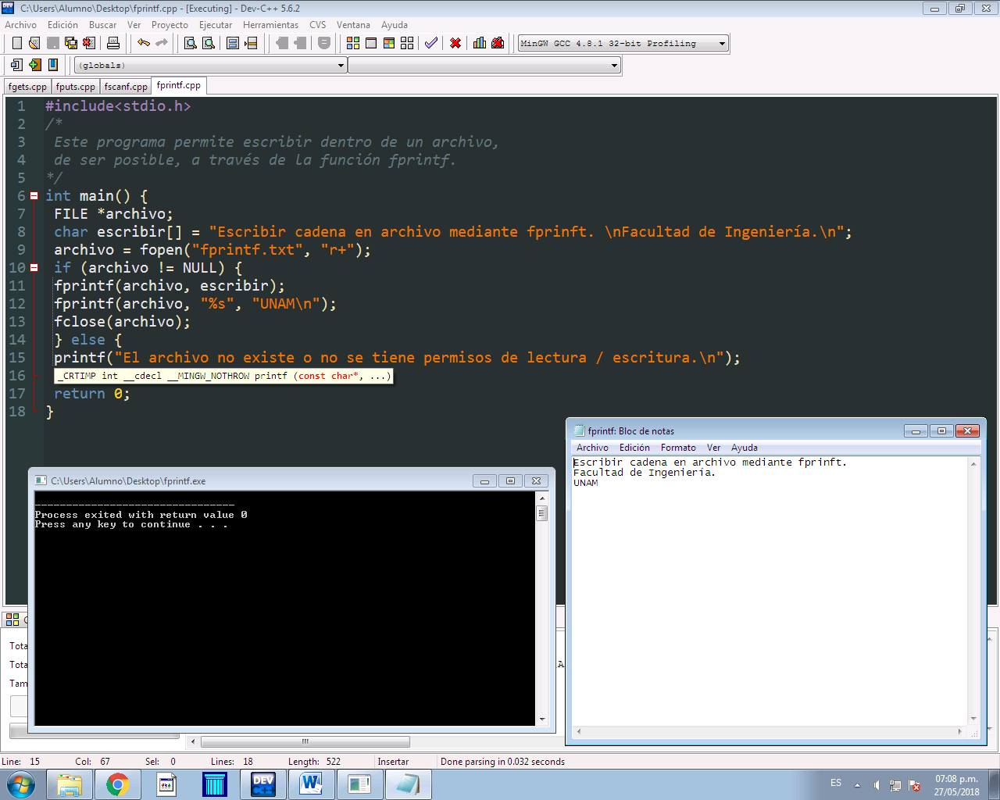 C:\Users\Alumno\Desktop\fprintf.cpp - [Executing] - Dev-C++ 5.6.2
Archivo Edición Buscar Ver Proyecto Ejecutar Herramientas CVS Ventana Ayuda
MinGW GCC 4.8.1 32-bit Profiling
(globals)
fgets.cpp fputs.cpp fscanf.cpp fprintf.cpp
1 #include<stdio.h>
2 /*
3 Este programa permite escribir dentro de un archivo,
4 de ser posible, a través de la función fprintf.
5 */
6 int main() {
7 FILE *archivo;
8 char escribir[] = "Escribir cadena en archivo mediante fprinft. \nFacultad de Ingeniería.\n";
9 archivo = fopen("fprintf.txt", "r+");
10 if (archivo != NULL) {
11 fprintf(archivo, escribir);
12 fprintf(archivo, "%s", "UNAM\n");
13 fclose(archivo);
14 } else {
15 printf("El archivo no existe o no se tiene permisos de lectura / escritura.\n");
16 _CRTIMP int __cdecl __MINGW_NOTHROW printf (const char*, ...)
17 return 0;
18 }
fprintf: Bloc de notas
Archivo Edición Formato Ver Ayuda
Escribir cadena en archivo mediante fprinft.
Facultad de Ingeniería.
UNAM
C:\Users\Alumno\Desktop\fprintf.exe
--------------------------------
Process exited with return value 0
Press any key to continue . . .
Tota
Tota
Tam
Line: 15 Col: 67 Sel: 0 Lines: 18 Length: 522 Insertar Done parsing in 0.032 seconds
DEV C++
W
ES
07:08 p.m.
27/05/2018